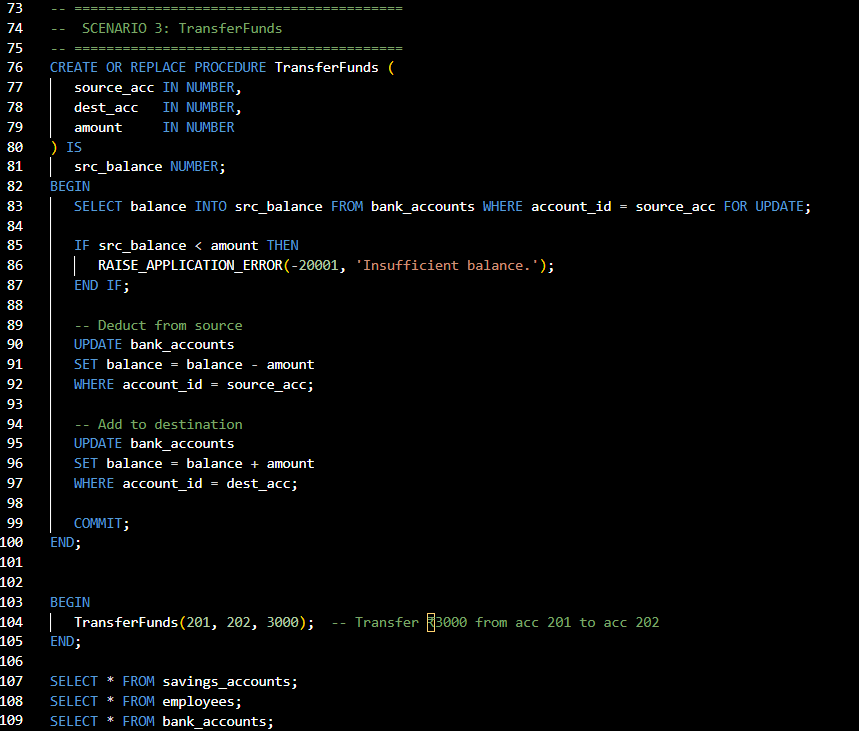 73 -- =========================================
74 --  SCENARIO 3: TransferFunds
75 -- =========================================
76 CREATE OR REPLACE PROCEDURE TransferFunds (
77    source_acc IN NUMBER,
78    dest_acc   IN NUMBER,
79    amount     IN NUMBER
80 ) IS
81    src_balance NUMBER;
82 BEGIN
83    SELECT balance INTO src_balance FROM bank_accounts WHERE account_id = source_acc FOR UPDATE;
84
85    IF src_balance < amount THEN
86       RAISE_APPLICATION_ERROR(-20001, 'Insufficient balance.');
87    END IF;
88
89    -- Deduct from source
90    UPDATE bank_accounts
91    SET balance = balance - amount
92    WHERE account_id = source_acc;
93
94    -- Add to destination
95    UPDATE bank_accounts
96    SET balance = balance + amount
97    WHERE account_id = dest_acc;
98
99    COMMIT;
100 END;
101
102
103 BEGIN
104    TransferFunds(201, 202, 3000);  -- Transfer ₹3000 from acc 201 to acc 202
105 END;
106
107 SELECT * FROM savings_accounts;
108 SELECT * FROM employees;
109 SELECT * FROM bank_accounts;